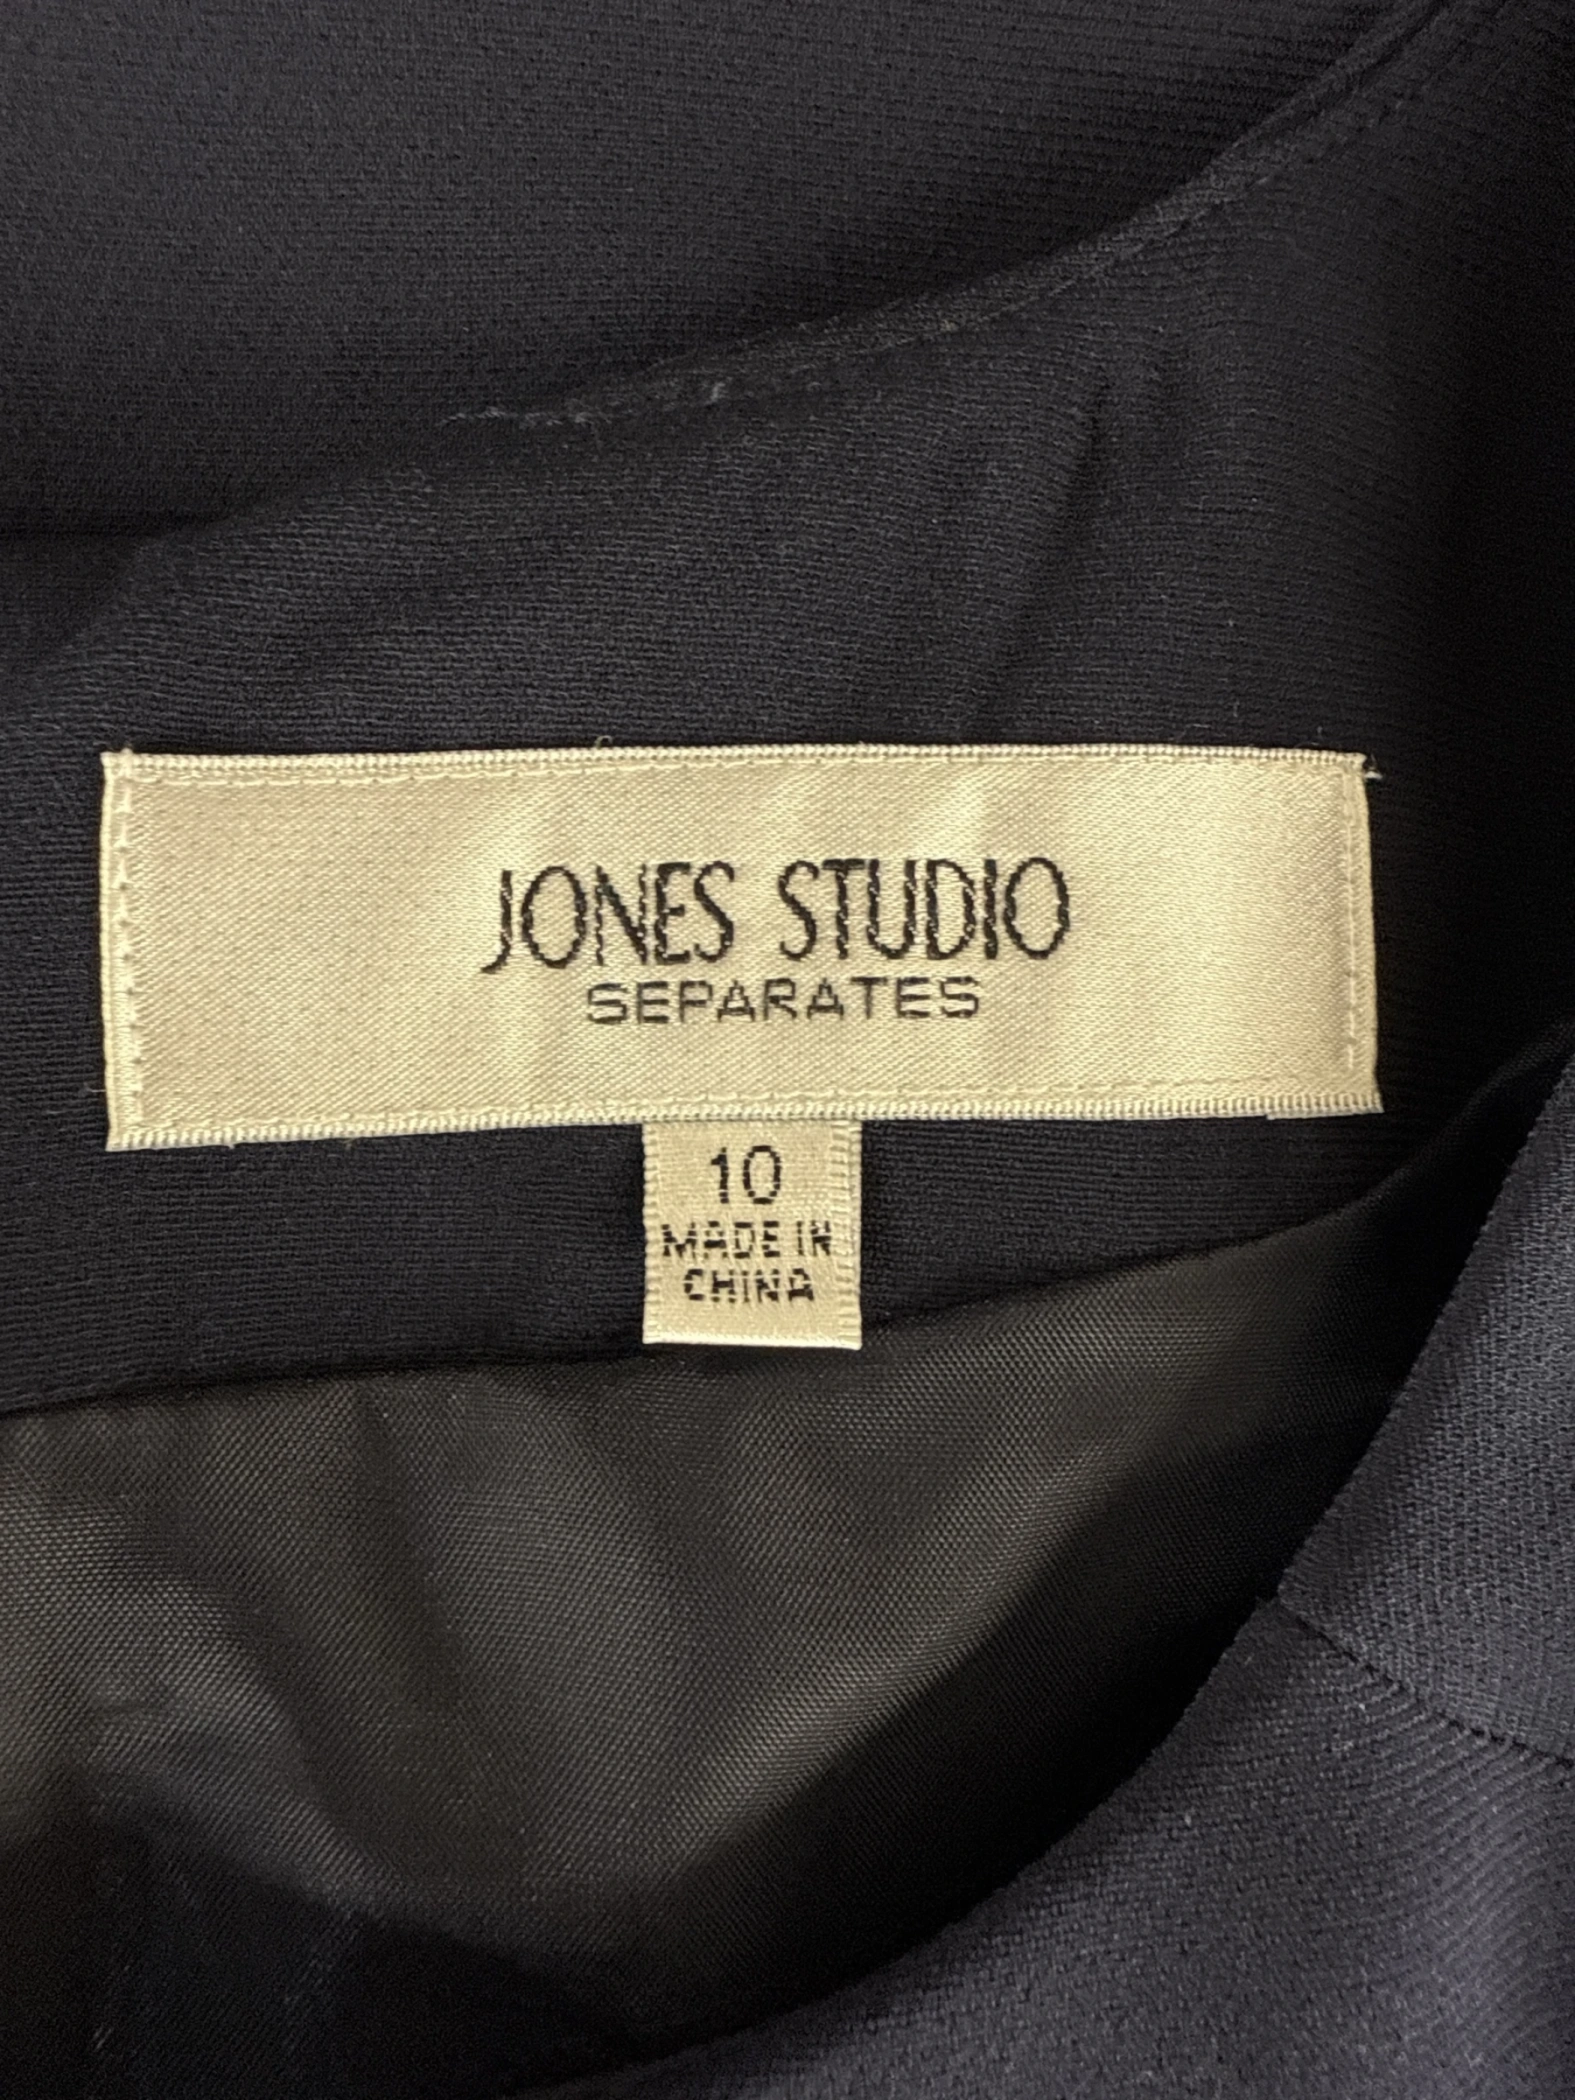 JONES STUDIO
SEPARATES
10
MADE IN
CHINA